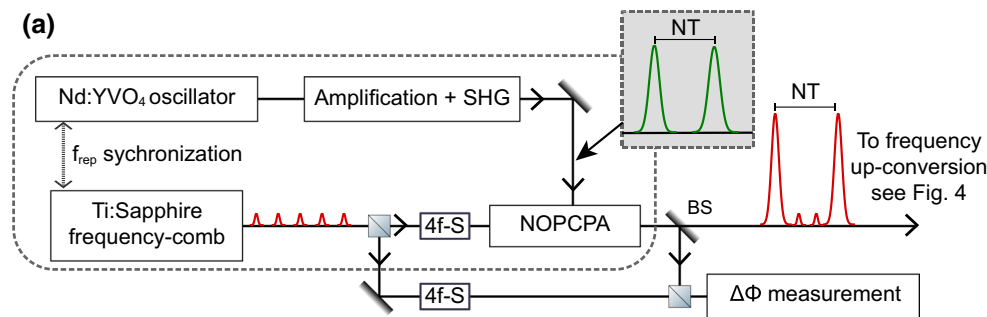 (a)
NT
Nd:YVO₄ oscillator
Amplification + SHG
NT
f_rep sychronization
To frequency
up-conversion
see Fig. 4
Ti:Sapphire
frequency-comb
4f-S
NOPCPA
BS
4f-S
ΔΦ measurement